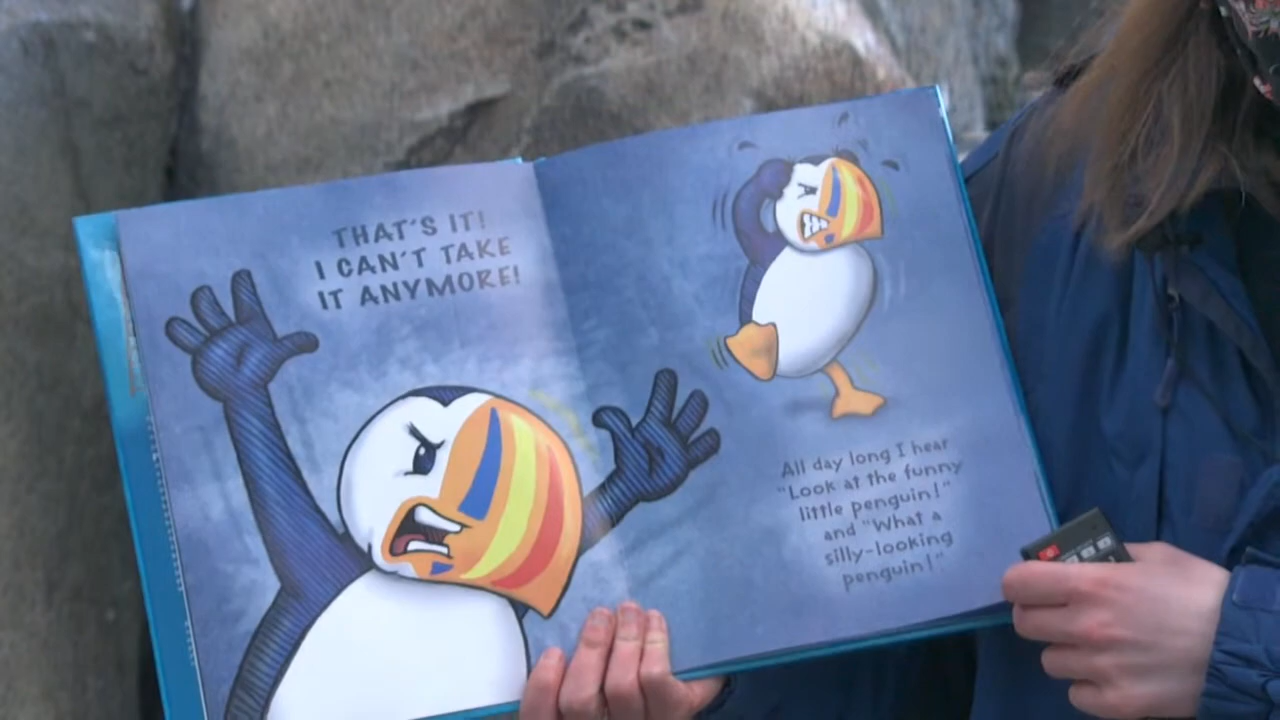 THAT'S IT!
I CAN'T TAKE
IT ANYMORE!
All day long I hear
"Look at the funny
little penguin!"
and "What a
silly-looking
penguin!"